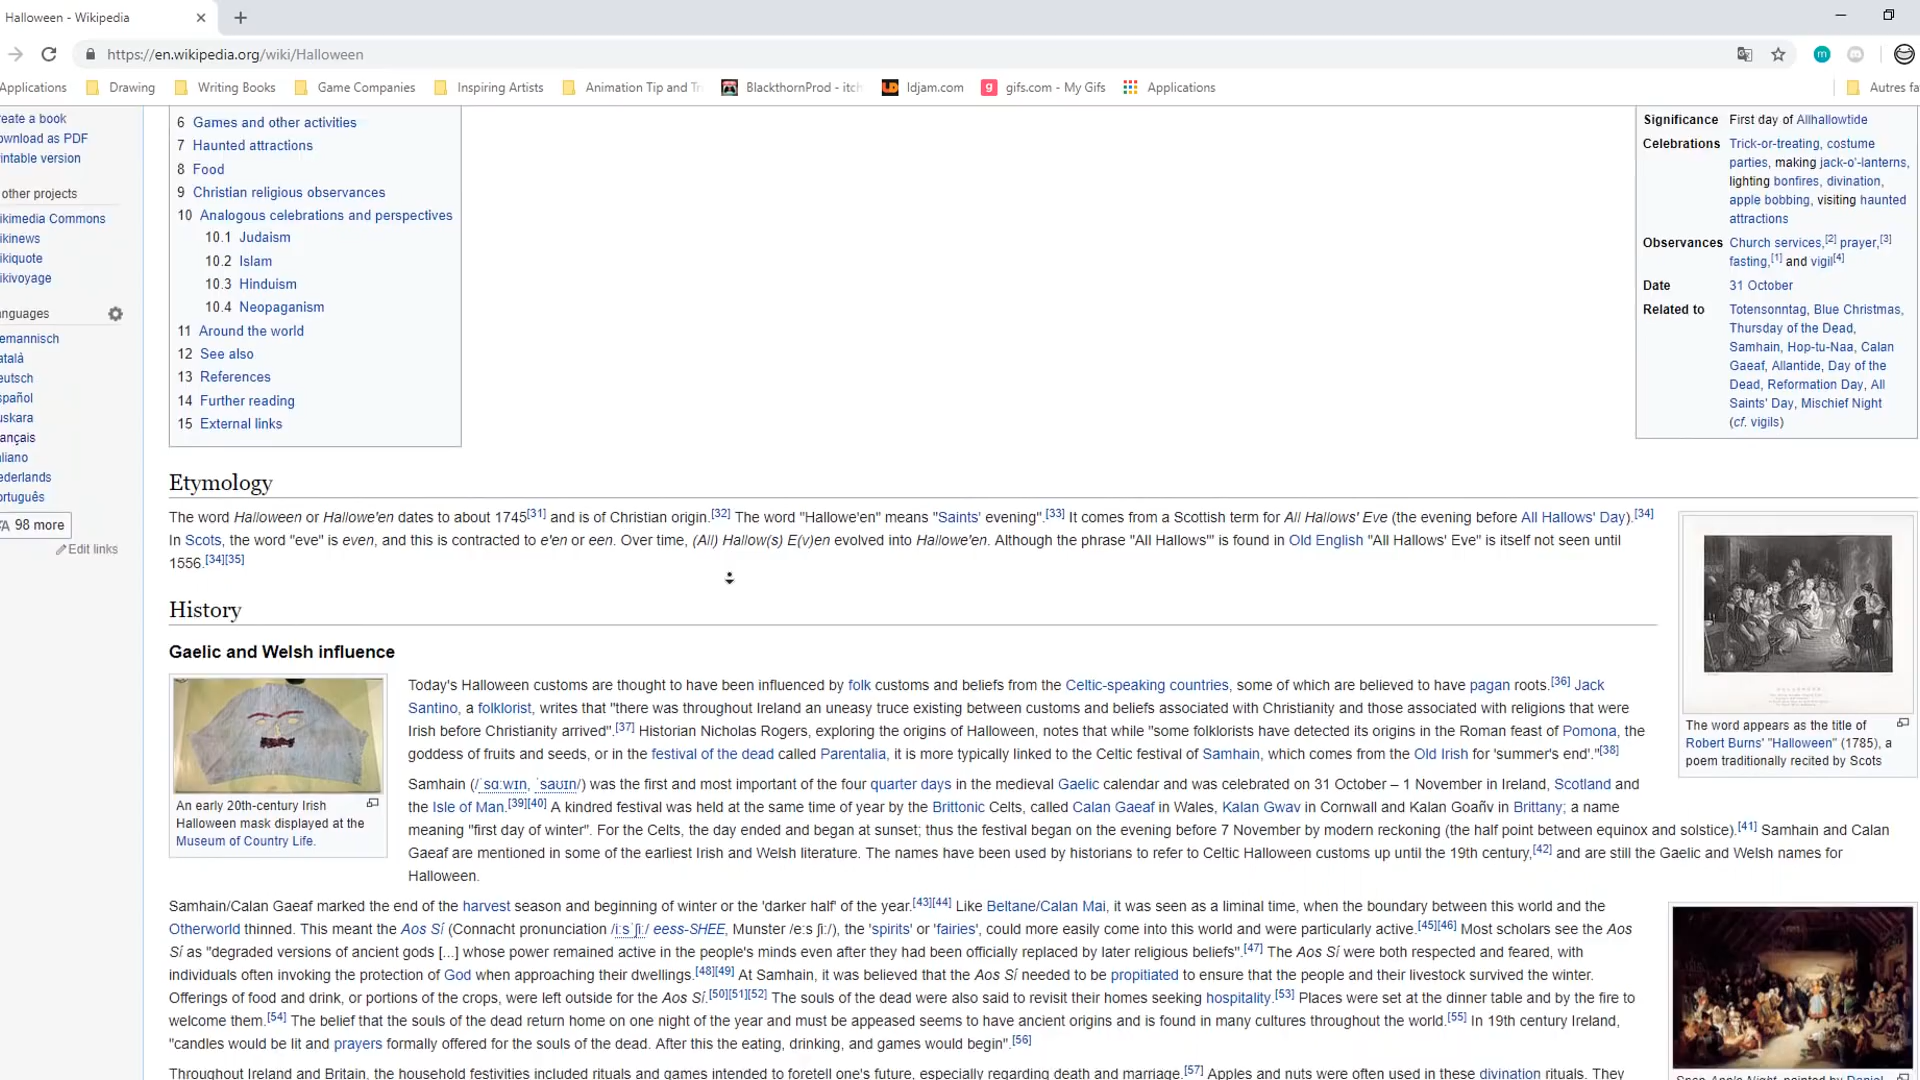 Halloween - Wikipedia
https://en.wikipedia.org/wiki/Halloween
Applications Drawing Writing Books Game Companies Inspiring Artists Animation Tip and Tr BlackthornProd - itch ldjam.com gifs.com - My Gifs Applications Autres fa
reate a book
ownload as PDF
intable version
other projects
ikimedia Commons
ikinews
ikiquote
ikivoyage
nguages
emannisch
atalà
eutsch
spañol
uskara
ançais
liano
ederlands
ortuguês
98 more
Edit links
6 Games and other activities
7 Haunted attractions
8 Food
9 Christian religious observances
10 Analogous celebrations and perspectives
10.1 Judaism
10.2 Islam
10.3 Hinduism
10.4 Neopaganism
11 Around the world
12 See also
13 References
14 Further reading
15 External links
Significance First day of Allhallowtide
Celebrations Trick-or-treating, costume
parties, making jack-o'-lanterns,
lighting bonfires, divination,
apple bobbing, visiting haunted
attractions
Observances Church services,[2] prayer,[3]
fasting,[1] and vigil[4]
Date 31 October
Related to Totensonntag, Blue Christmas,
Thursday of the Dead,
Samhain, Hop-tu-Naa, Calan
Gaeaf, Allantide, Day of the
Dead, Reformation Day, All
Saints' Day, Mischief Night
(cf. vigils)
Etymology
The word Halloween or Hallowe'en dates to about 1745[31] and is of Christian origin.[32] The word "Hallowe'en" means "Saints' evening".[33] It comes from a Scottish term for All Hallows' Eve (the evening before All Hallows' Day).[34]
In Scots, the word "eve" is even, and this is contracted to e'en or een. Over time, (All) Hallow(s) E(v)en evolved into Hallowe'en. Although the phrase "All Hallows'" is found in Old English "All Hallows' Eve" is itself not seen until
1556.[34][35]
The word appears as the title of
Robert Burns' "Halloween" (1785), a
poem traditionally recited by Scots
History
Gaelic and Welsh influence
An early 20th-century Irish
Halloween mask displayed at the
Museum of Country Life.
Today's Halloween customs are thought to have been influenced by folk customs and beliefs from the Celtic-speaking countries, some of which are believed to have pagan roots.[36] Jack
Santino, a folklorist, writes that "there was throughout Ireland an uneasy truce existing between customs and beliefs associated with Christianity and those associated with religions that were
Irish before Christianity arrived".[37] Historian Nicholas Rogers, exploring the origins of Halloween, notes that while "some folklorists have detected its origins in the Roman feast of Pomona, the
goddess of fruits and seeds, or in the festival of the dead called Parentalia, it is more typically linked to the Celtic festival of Samhain, which comes from the Old Irish for 'summer's end'."[38]
Samhain (/ˈsɑːwɪn, ˈsaʊɪn/) was the first and most important of the four quarter days in the medieval Gaelic calendar and was celebrated on 31 October – 1 November in Ireland, Scotland and
the Isle of Man.[39][40] A kindred festival was held at the same time of year by the Brittonic Celts, called Calan Gaeaf in Wales, Kalan Gwav in Cornwall and Kalan Goañv in Brittany; a name
meaning "first day of winter". For the Celts, the day ended and began at sunset; thus the festival began on the evening before 7 November by modern reckoning (the half point between equinox and solstice).[41] Samhain and Calan
Gaeaf are mentioned in some of the earliest Irish and Welsh literature. The names have been used by historians to refer to Celtic Halloween customs up until the 19th century,[42] and are still the Gaelic and Welsh names for
Halloween.
Samhain/Calan Gaeaf marked the end of the harvest season and beginning of winter or the 'darker half' of the year.[43][44] Like Beltane/Calan Mai, it was seen as a liminal time, when the boundary between this world and the
Otherworld thinned. This meant the Aos Sí (Connacht pronunciation /iːsˈʃiː/ eess-SHEE, Munster /eːs ʃiː/), the 'spirits' or 'fairies', could more easily come into this world and were particularly active.[45][46] Most scholars see the Aos
Sí as "degraded versions of ancient gods [...] whose power remained active in the people's minds even after they had been officially replaced by later religious beliefs".[47] The Aos Sí were both respected and feared, with
individuals often invoking the protection of God when approaching their dwellings.[48][49] At Samhain, it was believed that the Aos Sí needed to be propitiated to ensure that the people and their livestock survived the winter.
Offerings of food and drink, or portions of the crops, were left outside for the Aos Sí.[50][51][52] The souls of the dead were also said to revisit their homes seeking hospitality.[53] Places were set at the dinner table and by the fire to
welcome them.[54] The belief that the souls of the dead return home on one night of the year and must be appeased seems to have ancient origins and is found in many cultures throughout the world.[55] In 19th century Ireland,
"candles would be lit and prayers formally offered for the souls of the dead. After this the eating, drinking, and games would begin".[56]
Throughout Ireland and Britain, the household festivities included rituals and games intended to foretell one's future, especially regarding death and marriage.[57] Apples and nuts were often used in these divination rituals. They